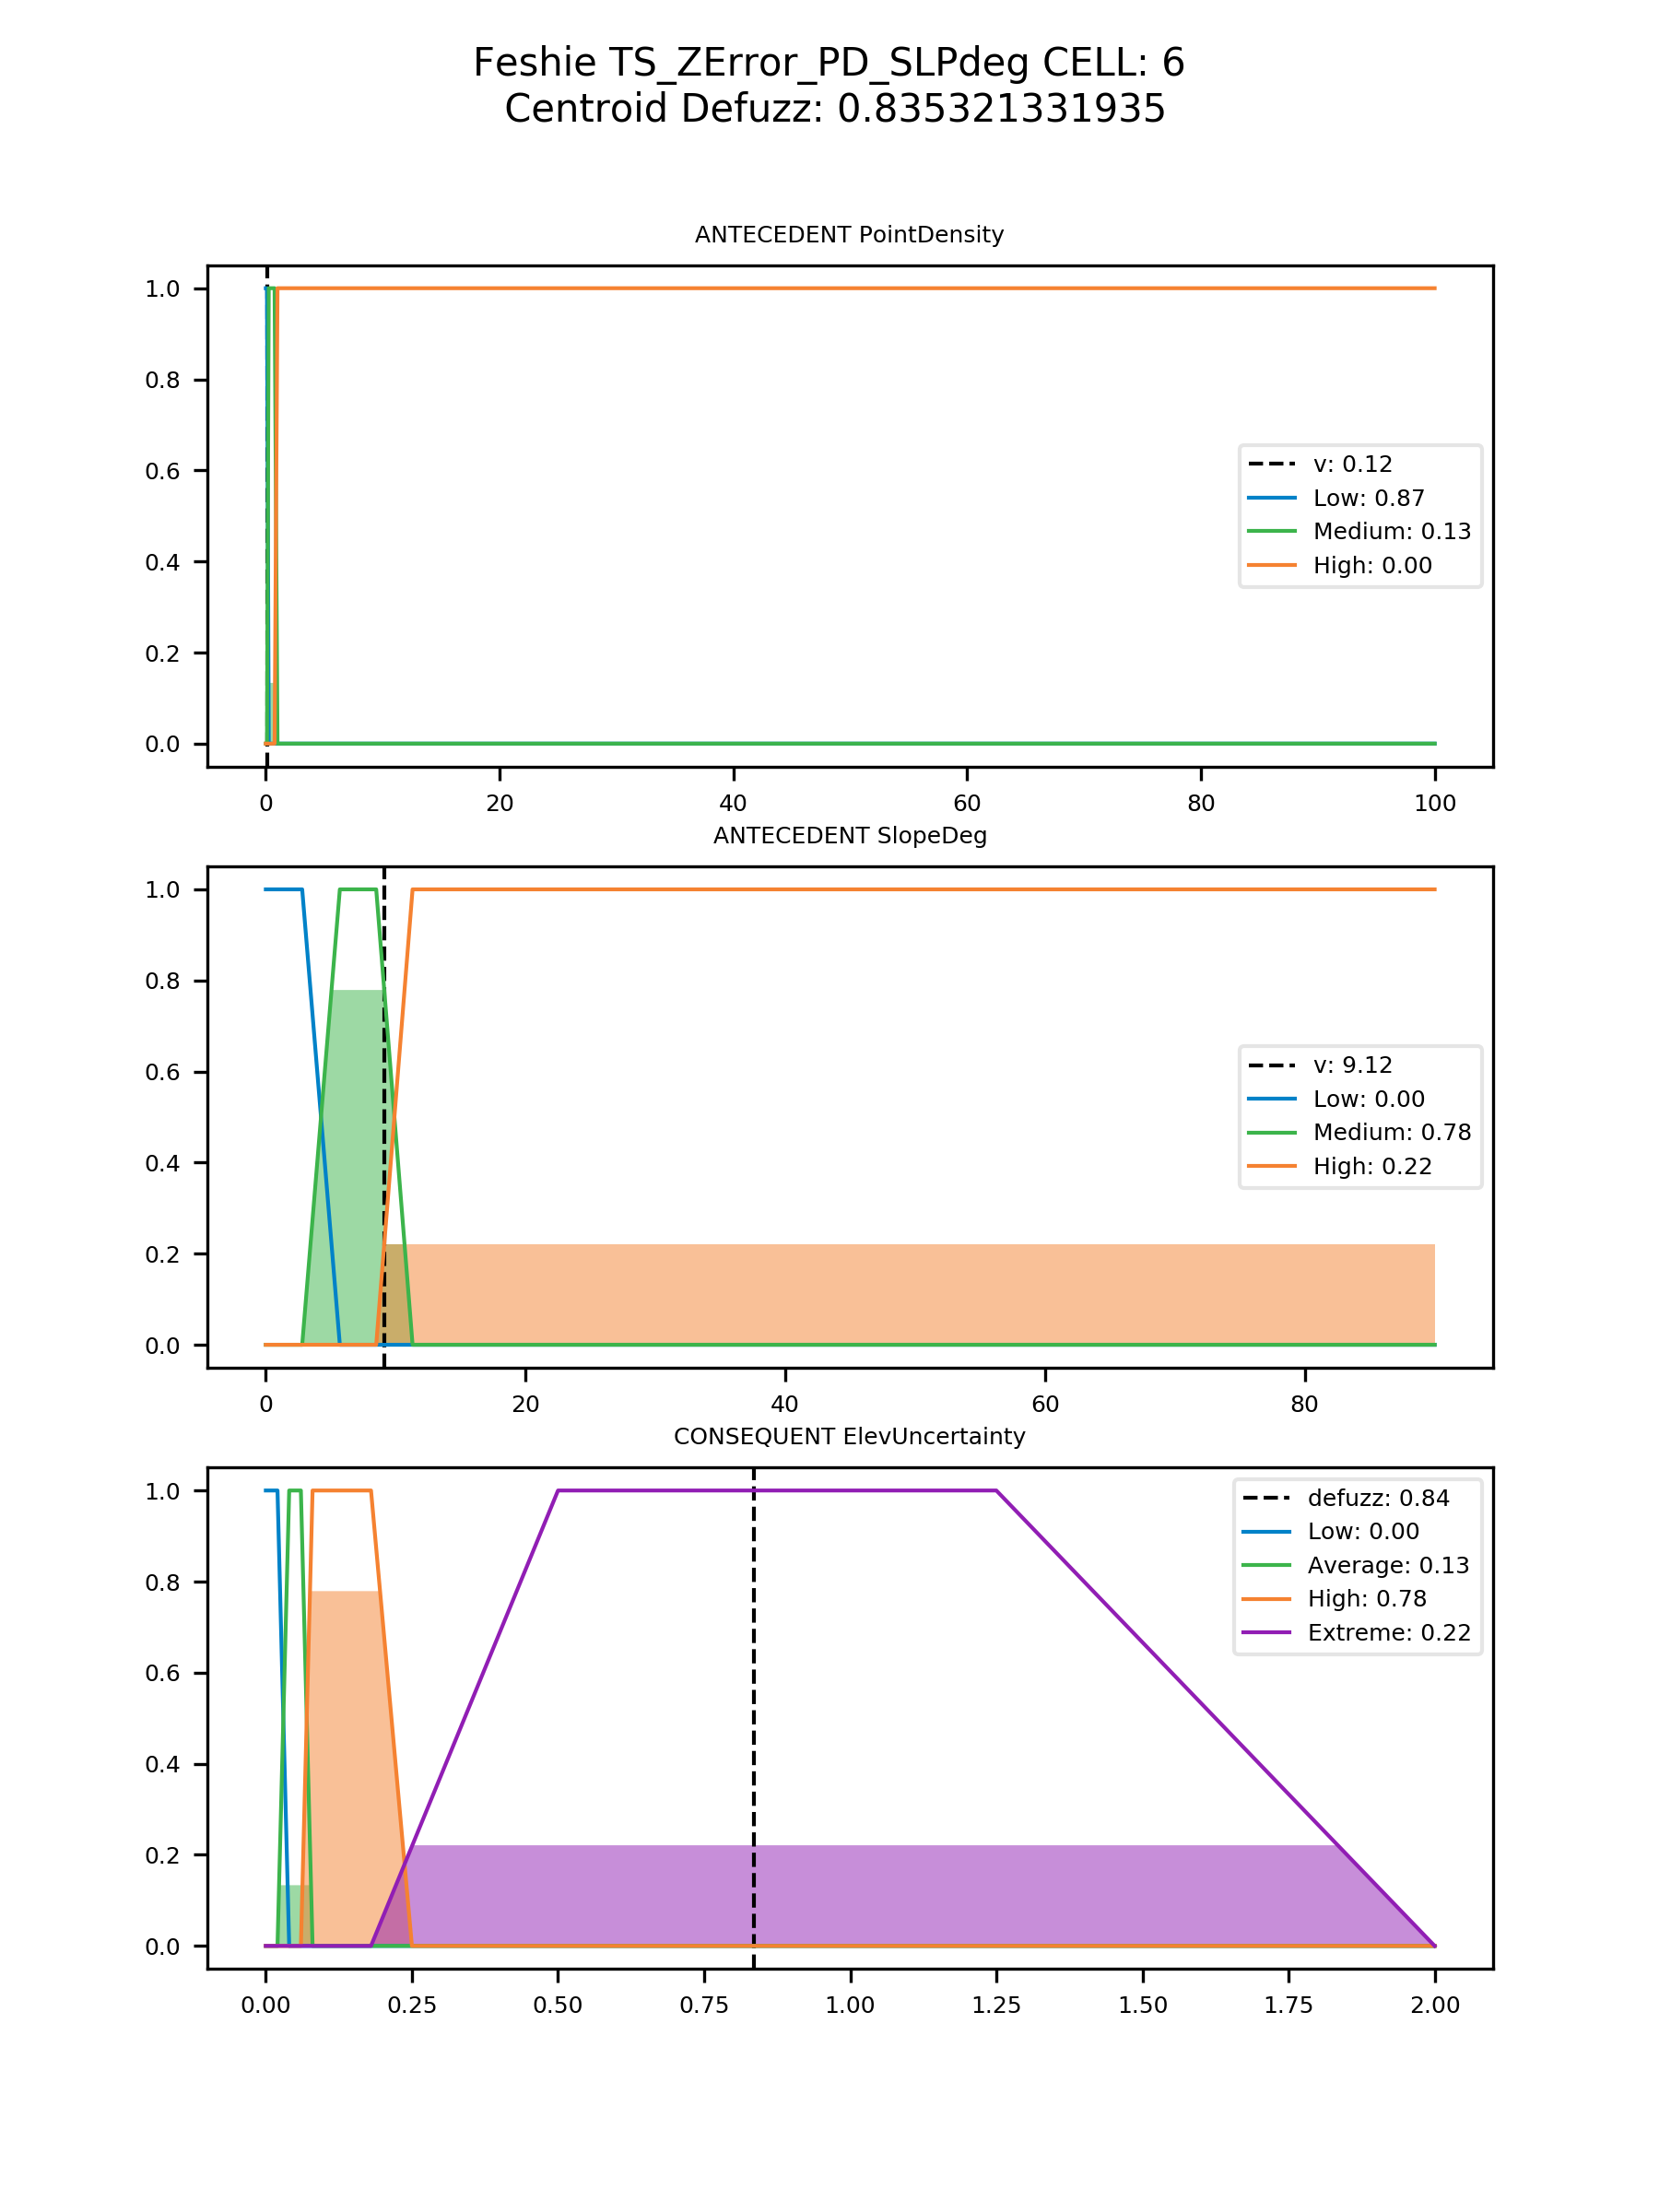 Feshie TS_ZError_PD_SLPdeg CELL: 6
Centroid Defuzz: 0.835321331935
ANTECEDENT PointDensity
1.0
0.8
0.6
0.4
0.2
0.0
v: 0.12
Low: 0.87
Medium: 0.13
High: 0.00
0 20 40 60 80 100
ANTECEDENT SlopeDeg
1.0
0.8
0.6
0.4
0.2
0.0
v: 9.12
Low: 0.00
Medium: 0.78
High: 0.22
0 20 40 60 80
CONSEQUENT ElevUncertainty
1.0
0.8
0.6
0.4
0.2
0.0
defuzz: 0.84
Low: 0.00
Average: 0.13
High: 0.78
Extreme: 0.22
0.00 0.25 0.50 0.75 1.00 1.25 1.50 1.75 2.00